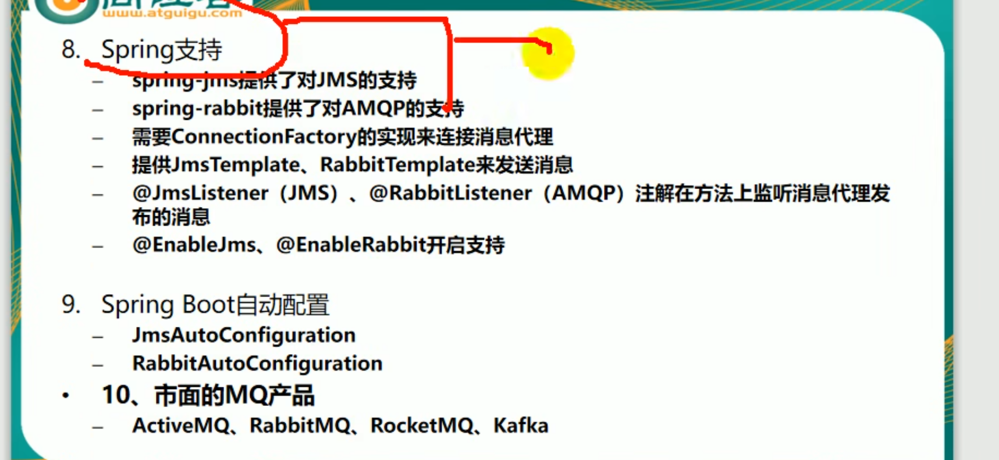 www.atguigu.com
8. Spring支持
– spring-jms提供了对JMS的支持
– spring-rabbit提供了对AMQP的支持
– 需要ConnectionFactory的实现来连接消息代理
– 提供JmsTemplate、RabbitTemplate来发送消息
– @JmsListener（JMS）、@RabbitListener（AMQP）注解在方法上监听消息代理发
布的消息
– @EnableJms、@EnableRabbit开启支持
9. Spring Boot自动配置
– JmsAutoConfiguration
– RabbitAutoConfiguration
• 10、市面的MQ产品
– ActiveMQ、RabbitMQ、RocketMQ、Kafka